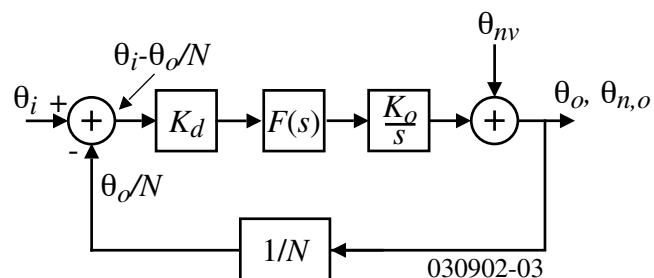 θnv
θi-θo/N
θi
+
+
-
Kd
F(s)
Ko
s
+
θo, θn,o
θo/N
1/N
030902-03